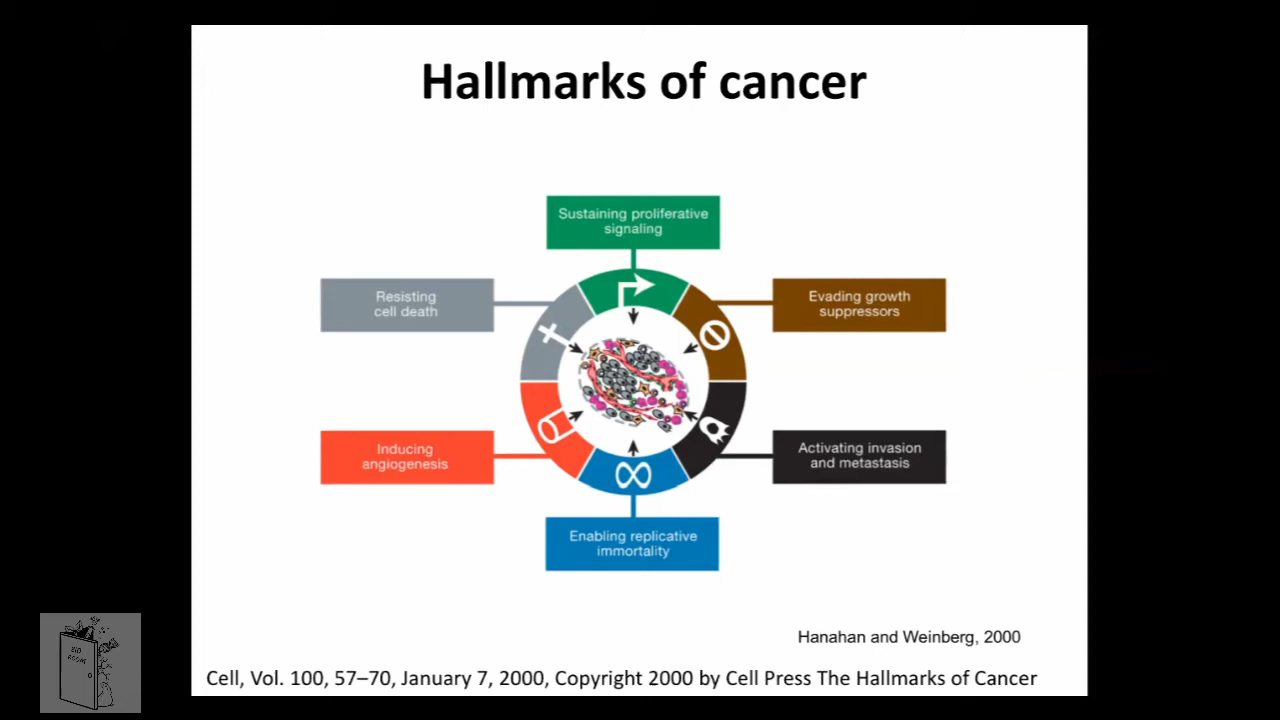 Hallmarks of cancer
Sustaining proliferative
signaling
Resisting
cell death
Evading growth
suppressors
Inducing
angiogenesis
Activating invasion
and metastasis
Enabling replicative
immortality
Hanahan and Weinberg, 2000
Cell, Vol. 100, 57–70, January 7, 2000, Copyright 2000 by Cell Press The Hallmarks of Cancer
BIO
ROOM